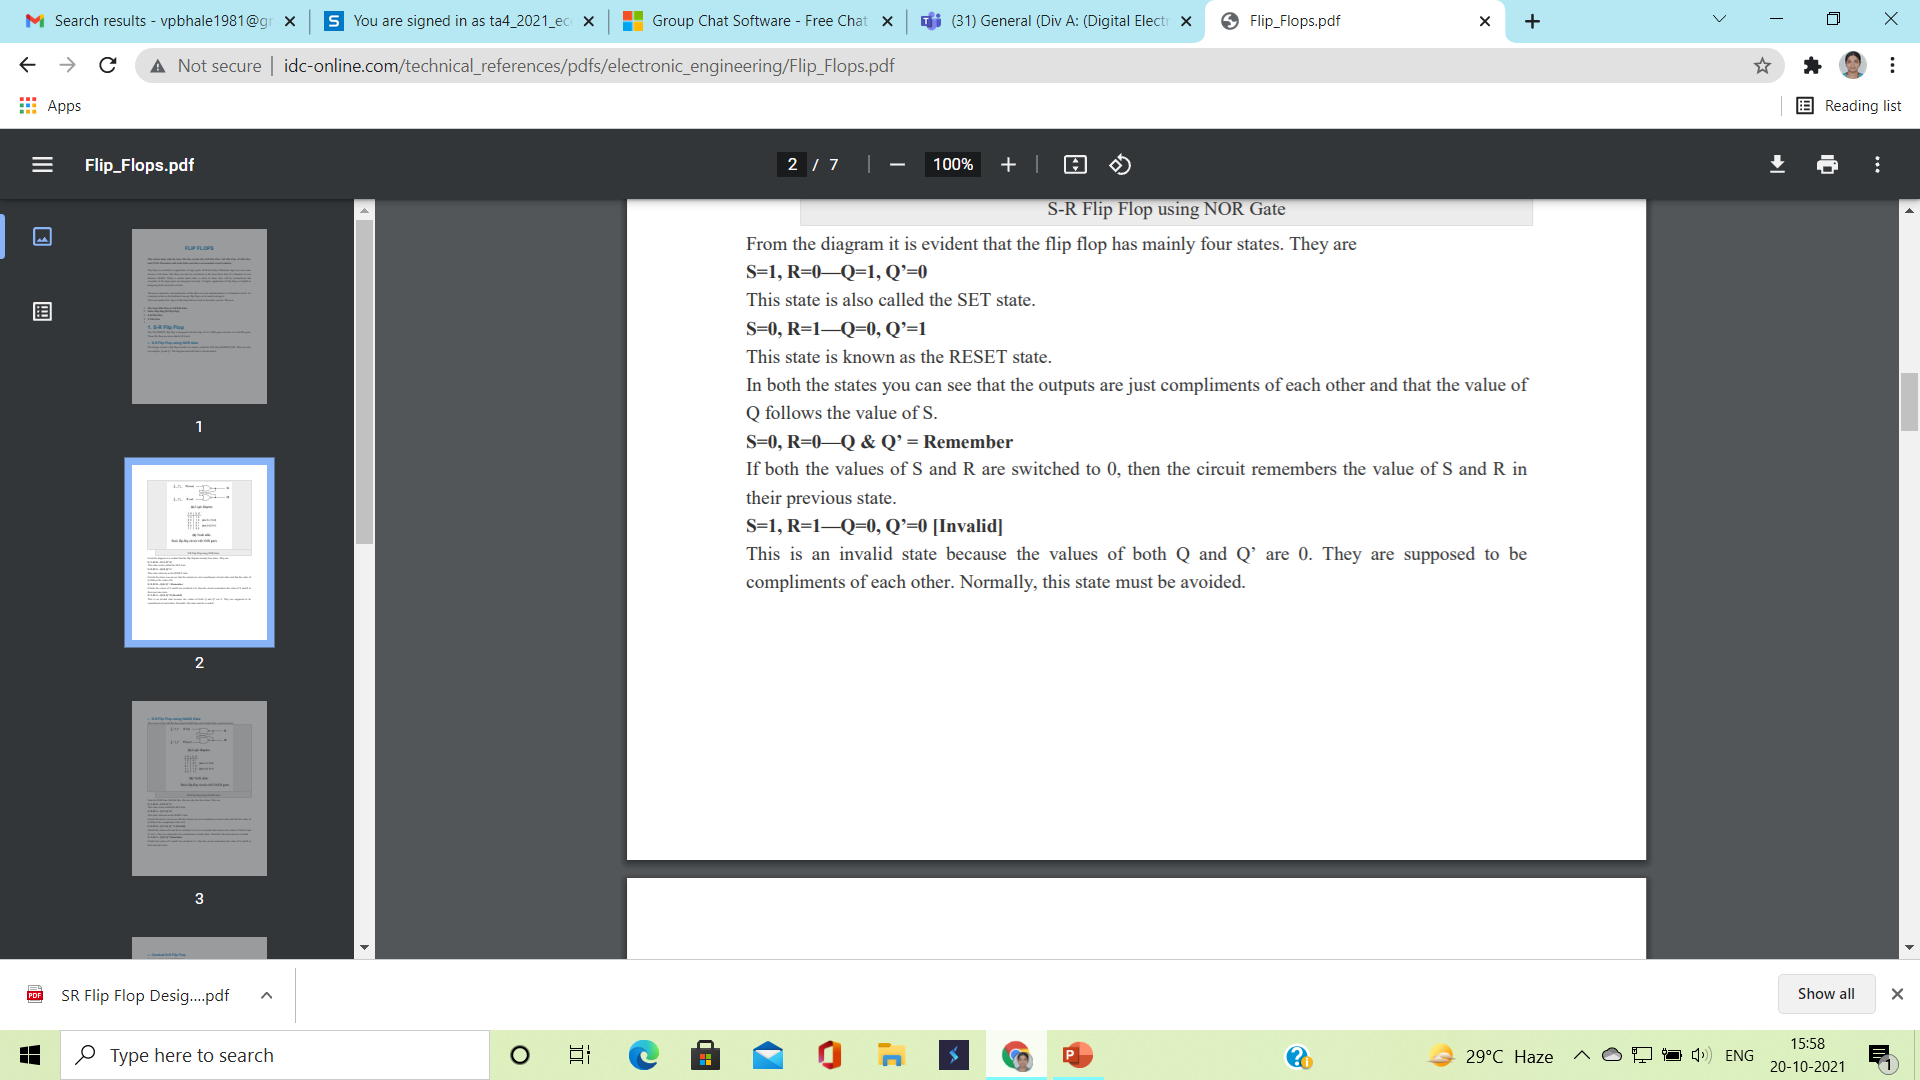 Search results - vpbhale1981@g
You are signed in as ta4_2021_ec
Group Chat Software - Free Chat
(31) General (Div A: (Digital Electr
Flip_Flops.pdf
Not secure | idc-online.com/technical_references/pdfs/electronic_engineering/Flip_Flops.pdf
Apps
Reading list
Flip_Flops.pdf
2 / 7
100%
FLIP FLOPS
1. S-R Flip Flop
1
2
3
S-R Flip Flop using NOR Gate
From the diagram it is evident that the flip flop has mainly four states. They are
S=1, R=0—Q=1, Q’=0
This state is also called the SET state.
S=0, R=1—Q=0, Q’=1
This state is known as the RESET state.
In both the states you can see that the outputs are just compliments of each other and that the value of
Q follows the value of S.
S=0, R=0—Q & Q’ = Remember
If both the values of S and R are switched to 0, then the circuit remembers the value of S and R in
their previous state.
S=1, R=1—Q=0, Q’=0 [Invalid]
This is an invalid state because the values of both Q and Q’ are 0. They are supposed to be
compliments of each other. Normally, this state must be avoided.
PDF
SR Flip Flop Desig....pdf
Show all
Type here to search
29°C Haze
ENG
15:58
20-10-2021
1